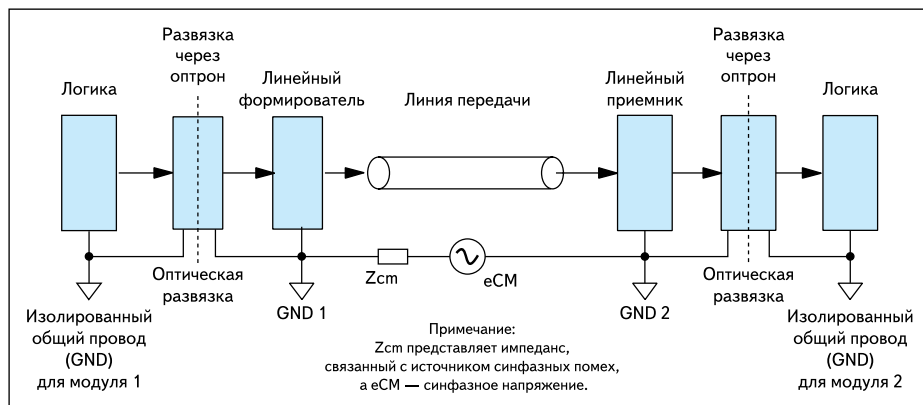 Развязка
через
оптрон
Развязка
через
оптрон
Логика
Линейный
формирователь
Линия передачи
Линейный
приемник
Логика
Оптическая
развязка
Zcm
eCM
Оптическая
развязка
Изолированный
общий провод
(GND)
для модуля 1
GND 1
GND 2
Изолированный
общий провод
(GND)
для модуля 2
Примечание:
Zcm представляет импеданс,
связанный с источником синфазных помех,
а eCM — синфазное напряжение.